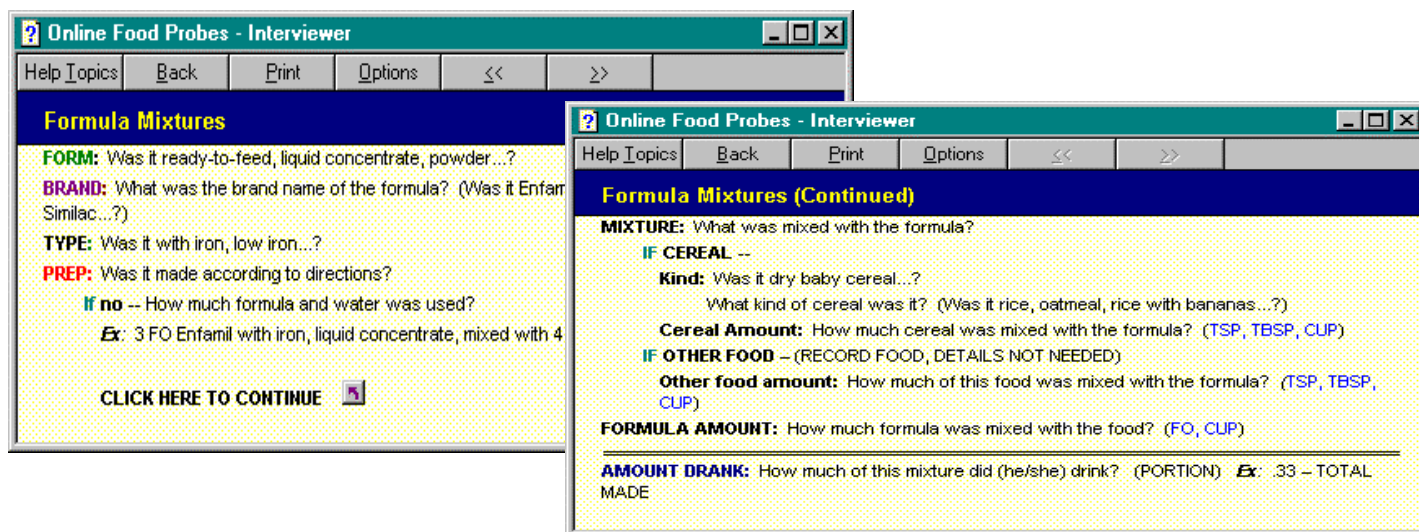 Online Food Probes - Interviewer
Help Topics Back Print Options << >>
Formula Mixtures
FORM: Was it ready-to-feed, liquid concentrate, powder...?
BRAND: What was the brand name of the formula? (Was it Enfam
Similac...?)
TYPE: Was it with iron, low iron...?
PREP: Was it made according to directions?
If no -- How much formula and water was used?
Ex: 3 FO Enfamil with iron, liquid concentrate, mixed with 4
CLICK HERE TO CONTINUE
Online Food Probes - Interviewer
Help Topics Back Print Options << >>
Formula Mixtures (Continued)
MIXTURE: What was mixed with the formula?
IF CEREAL --
Kind: Was it dry baby cereal...?
What kind of cereal was it? (Was it rice, oatmeal, rice with bananas...?)
Cereal Amount: How much cereal was mixed with the formula? (TSP, TBSP, CUP)
IF OTHER FOOD – (RECORD FOOD, DETAILS NOT NEEDED)
Other food amount: How much of this food was mixed with the formula? (TSP, TBSP,
CUP)
FORMULA AMOUNT: How much formula was mixed with the food? (FO, CUP)
AMOUNT DRANK: How much of this mixture did (he/she) drink? (PORTION) Ex: .33 – TOTAL
MADE